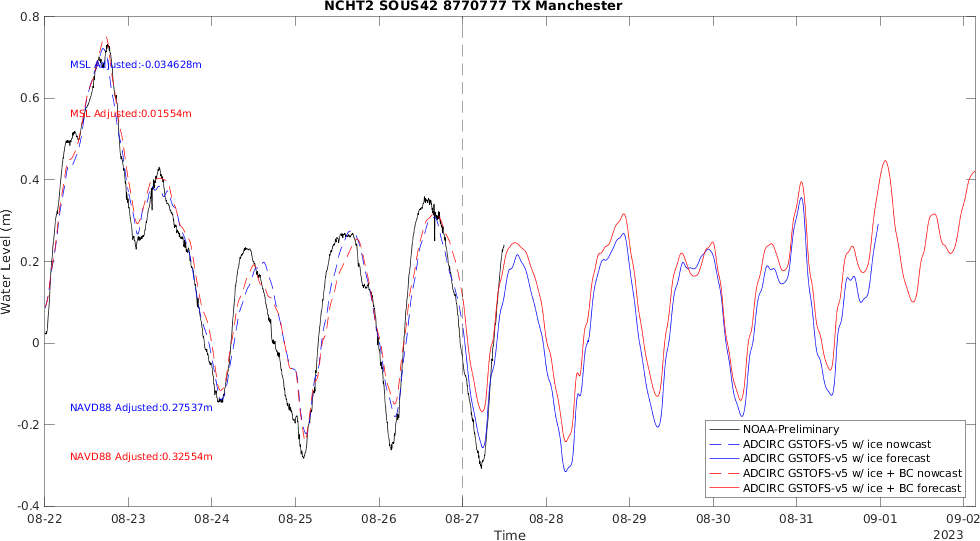 NCHT2 SOUS42 8770777 TX Manchester
0.8
0.6
0.4
0.2
0
-0.2
-0.4
Water Level (m)
MSL Adjusted:-0.034628m
MSL Adjusted:0.01554m
NAVD88 Adjusted:0.27537m
NAVD88 Adjusted:0.32554m
NOAA-Preliminary
ADCIRC GSTOFS-v5 w/ ice nowcast
ADCIRC GSTOFS-v5 w/ ice forecast
ADCIRC GSTOFS-v5 w/ ice + BC nowcast
ADCIRC GSTOFS-v5 w/ ice + BC forecast
08-22 08-23 08-24 08-25 08-26 08-27 08-28 08-29 08-30 08-31 09-01 09-02
Time
2023